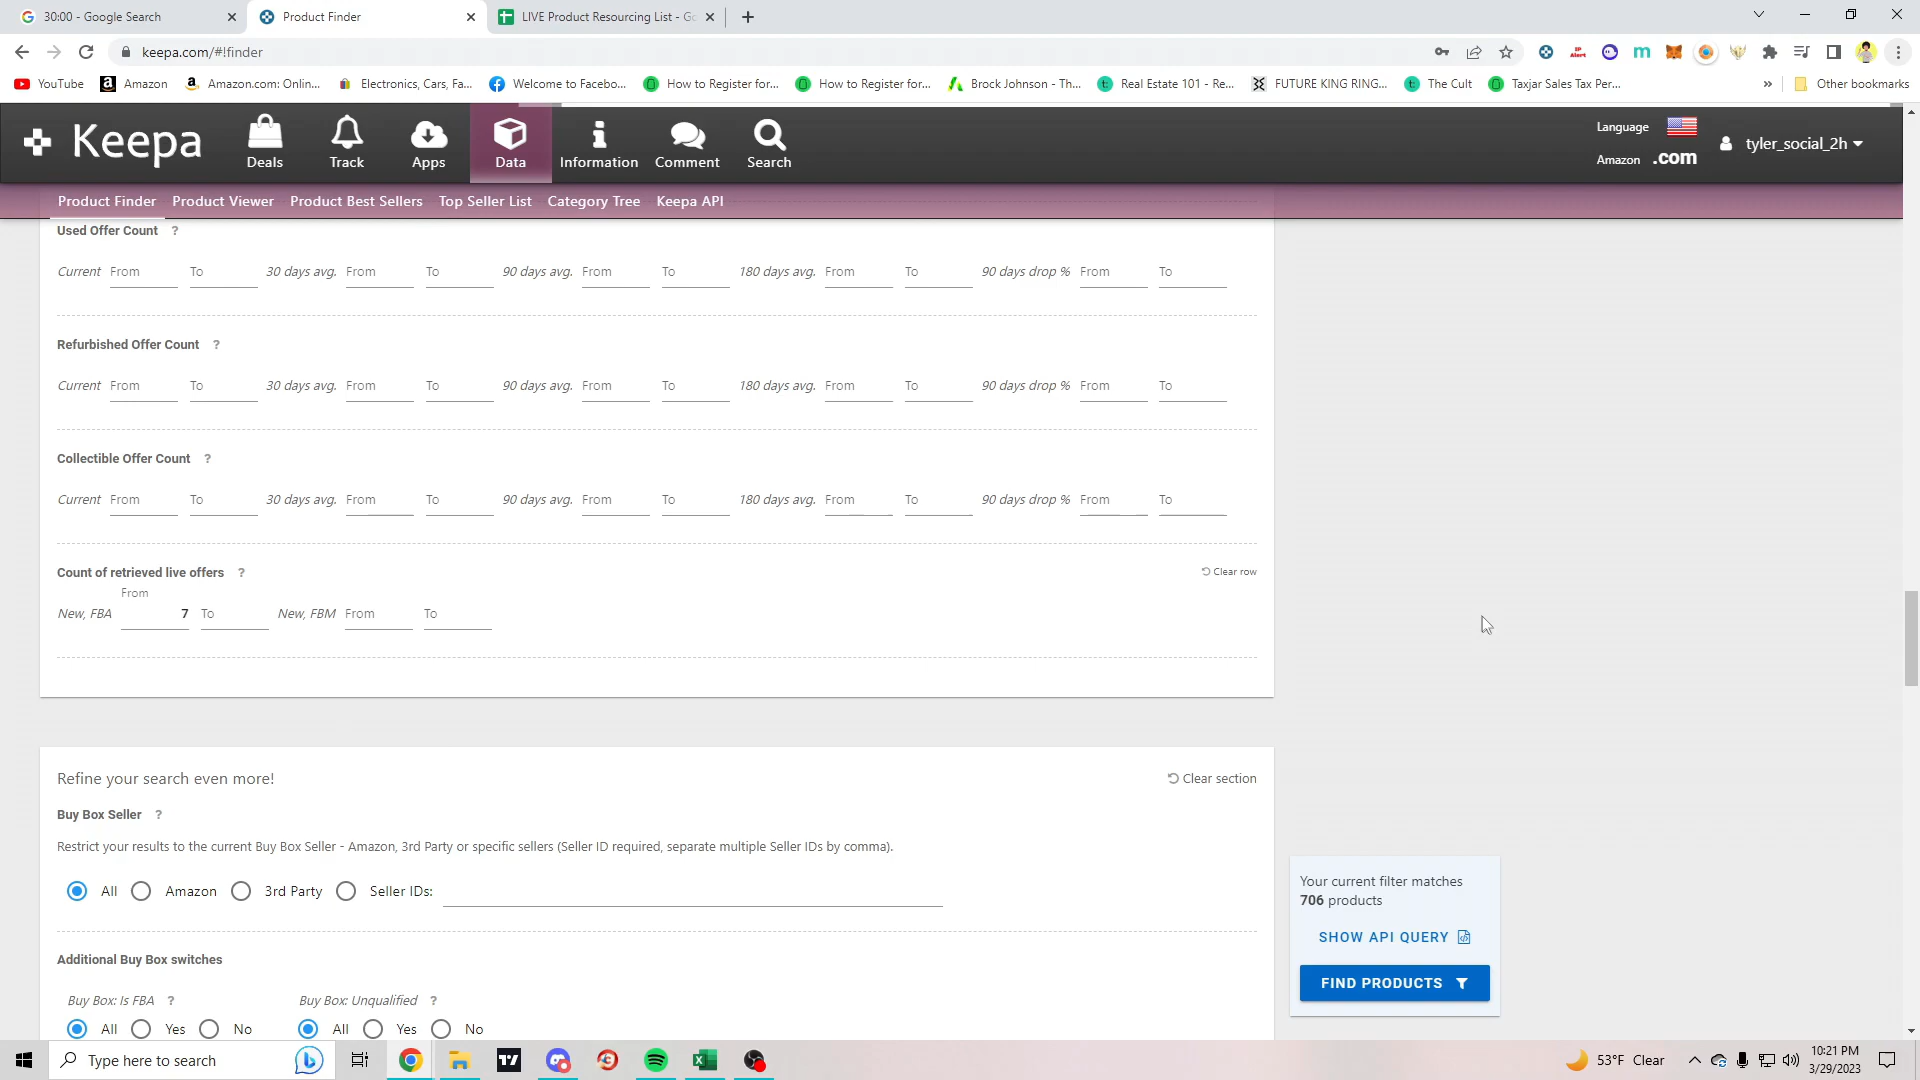 30:00 - Google Search
Product Finder
LIVE Product Resourcing List - Go
keepa.com/#!finder
YouTube
Amazon
Amazon.com: Onlin...
Electronics, Cars, Fa...
Welcome to Facebo...
How to Register for...
How to Register for...
Brock Johnson - Th...
Real Estate 101 - Re...
FUTURE KING RING...
The Cult
Taxjar Sales Tax Per...
»
Other bookmarks
Keepa
Deals
Track
Apps
Data
Information
Comment
Search
Language
Amazon .com
tyler_social_2h
Product Finder Product Viewer Product Best Sellers Top Seller List Category Tree Keepa API
Used Offer Count ?
Current From To 30 days avg. From To 90 days avg. From To 180 days avg. From To 90 days drop % From To
Refurbished Offer Count ?
Current From To 30 days avg. From To 90 days avg. From To 180 days avg. From To 90 days drop % From To
Collectible Offer Count ?
Current From To 30 days avg. From To 90 days avg. From To 180 days avg. From To 90 days drop % From To
Count of retrieved live offers ?
Clear row
From
New, FBA 7 To New, FBM From To
Refine your search even more!
Clear section
Buy Box Seller ?
Restrict your results to the current Buy Box Seller - Amazon, 3rd Party or specific sellers (Seller ID required, separate multiple Seller IDs by comma).
All Amazon 3rd Party Seller IDs:
Additional Buy Box switches
Buy Box: Is FBA ? Buy Box: Unqualified ?
All Yes No All Yes No
Your current filter matches
706 products
SHOW API QUERY
FIND PRODUCTS
Type here to search
53°F Clear
10:21 PM
3/29/2023